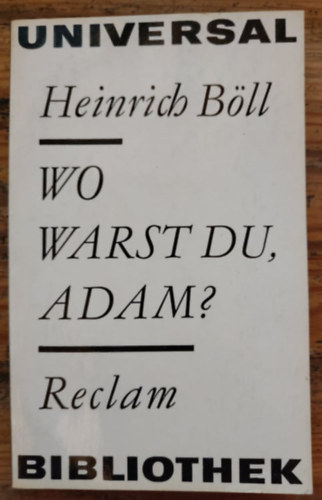 UNIVERSAL
Heinrich Böll
WO
WARST DU,
ADAM?
Reclam
BIBLIOTHEK